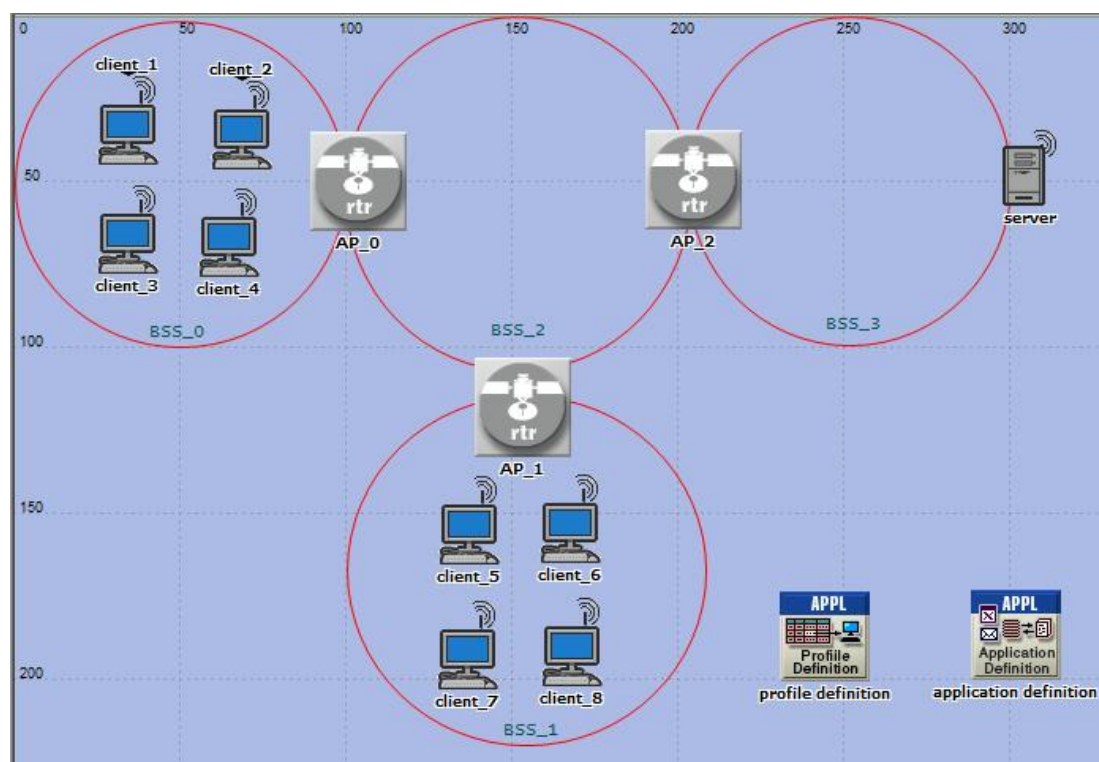 0 50 100 150 200 250 300
client_1 client_2
50
rtr rtr
server
AP_0 AP_2
client_3 client_4
BSS_0 BSS_2 BSS_3
100
rtr
AP_1
150
client_5 client_6
APPL APPL
Profiile Application
Definition Definition
200
client_7 client_8 profile definition application definition
BSS_1